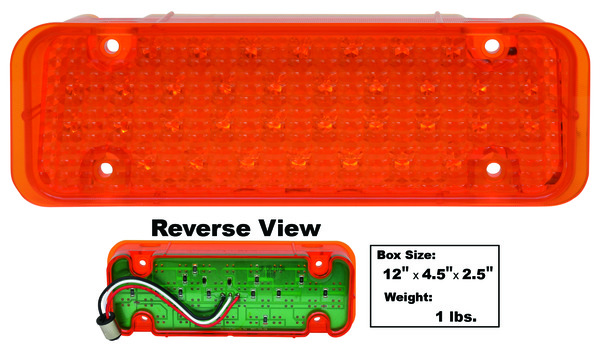 Reverse View
Box Size:
12" x 4.5" x 2.5"
Weight:
1 lbs.